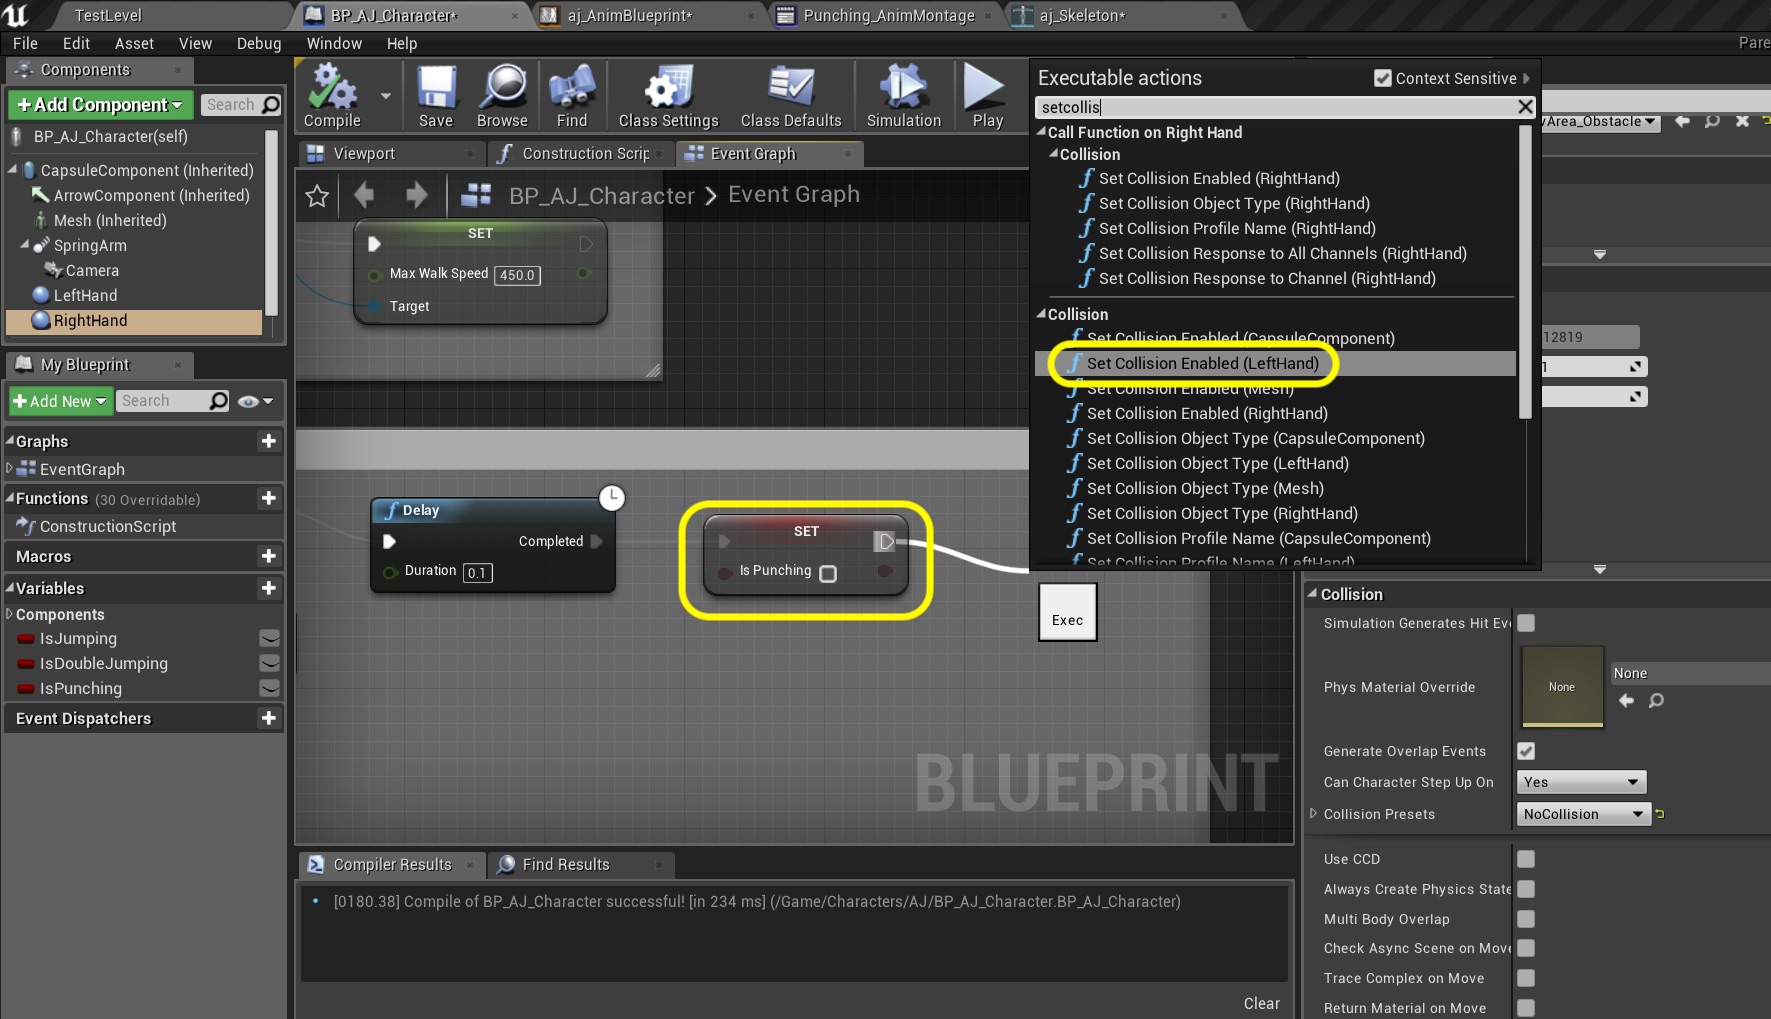 TestLevel
BP_AJ_Character*
aj_AnimBlueprint*
Punching_AnimMontage
aj_Skeleton*
File Edit Asset View Debug Window Help
Pare
Components
+Add Component
Search
BP_AJ_Character(self)
CapsuleComponent (Inherited)
ArrowComponent (Inherited)
Mesh (Inherited)
SpringArm
Camera
LeftHand
RightHand
My Blueprint
+Add New
Search
Graphs
EventGraph
Functions (30 Overridable)
ConstructionScript
Macros
Variables
Components
IsJumping
IsDoubleJumping
IsPunching
Event Dispatchers
Compile
Save
Browse
Find
Class Settings
Class Defaults
Simulation
Play
Viewport
Construction Scrip
Event Graph
BP_AJ_Character > Event Graph
SET
Max Walk Speed 450.0
Target
Delay
Completed
Duration 0.1
SET
Is Punching
Exec
BLUEPRINT
Executable actions
Context Sensitive
setcollis
Call Function on Right Hand
Collision
Set Collision Enabled (RightHand)
Set Collision Object Type (RightHand)
Set Collision Profile Name (RightHand)
Set Collision Response to All Channels (RightHand)
Set Collision Response to Channel (RightHand)
Collision
Set Collision Enabled (CapsuleComponent)
Set Collision Enabled (LeftHand)
Set Collision Enabled (Mesh)
Set Collision Enabled (RightHand)
Set Collision Object Type (CapsuleComponent)
Set Collision Object Type (LeftHand)
Set Collision Object Type (Mesh)
Set Collision Object Type (RightHand)
Set Collision Profile Name (CapsuleComponent)
Set Collision Profile Name (LeftHand)
Area_Obstacle
12819
Collision
Simulation Generates Hit Eve
Phys Material Override
None
None
Generate Overlap Events
Can Character Step Up On
Yes
Collision Presets
NoCollision
Use CCD
Always Create Physics State
Multi Body Overlap
Check Async Scene on Move
Trace Complex on Move
Return Material on Move
Compiler Results
Find Results
[0180.38] Compile of BP_AJ_Character successful! [in 234 ms] (/Game/Characters/AJ/BP_AJ_Character.BP_AJ_Character)
Clear